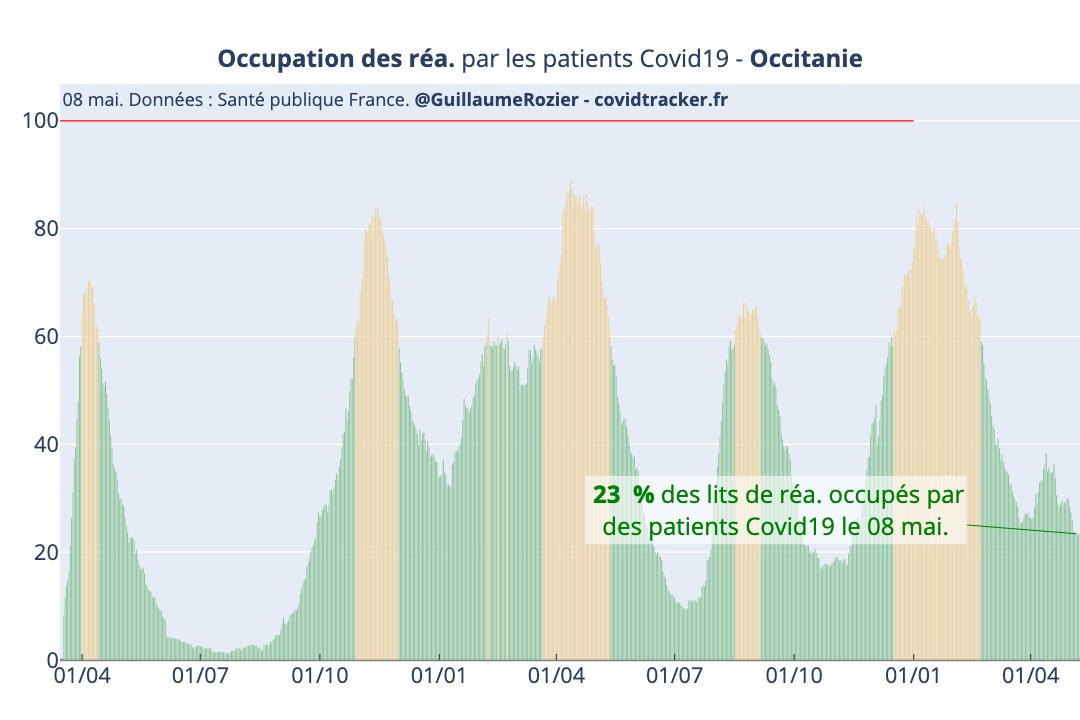 Occupation des réa. par les patients Covid19 - Occitanie
08 mai. Données : Santé publique France. @GuillaumeRozier - covidtracker.fr
100
80
60
40
20
0
23 % des lits de réa. occupés par
des patients Covid19 le 08 mai.
01/04 01/07 01/10 01/01 01/04 01/07 01/10 01/01 01/04